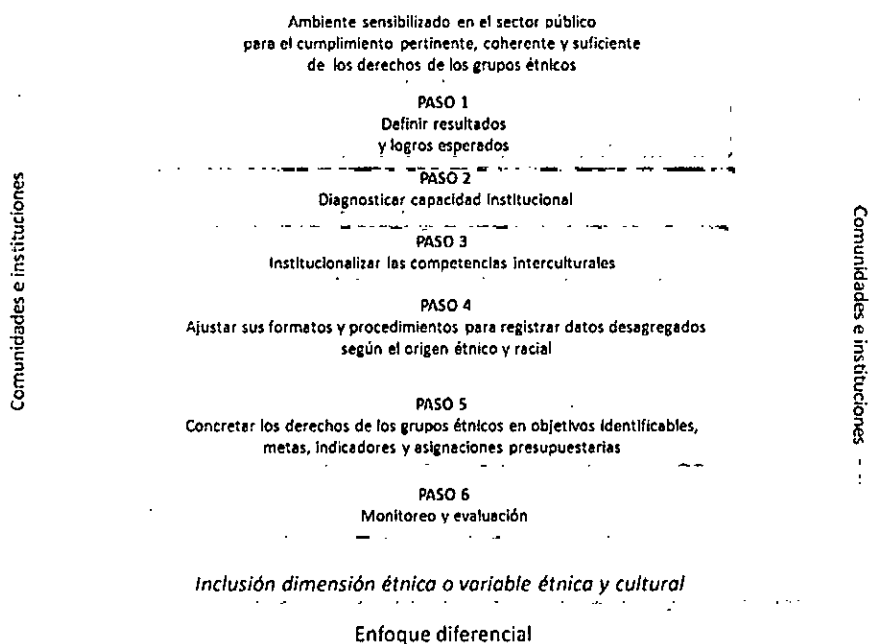 Ambiente sensibilizado en el sector público
para el cumplimiento pertinente, coherente y suficiente
de los derechos de los grupos étnicos
PASO 1
Definir resultados
y logros esperados
PASO 2
Diagnosticar capacidad institucional
PASO 3
Institucionalizar las competencias interculturales
PASO 4
Ajustar sus formatos y procedimientos para registrar datos desagregados
según el origen étnico y racial
PASO 5
Concretar los derechos de los grupos étnicos en objetivos identificables,
metas, indicadores y asignaciones presupuestarias
PASO 6
Monitoreo y evaluación
Inclusión dimensión étnica o variable étnica y cultural
Enfoque diferencial
Comunidades e instituciones
Comunidades e instituciones